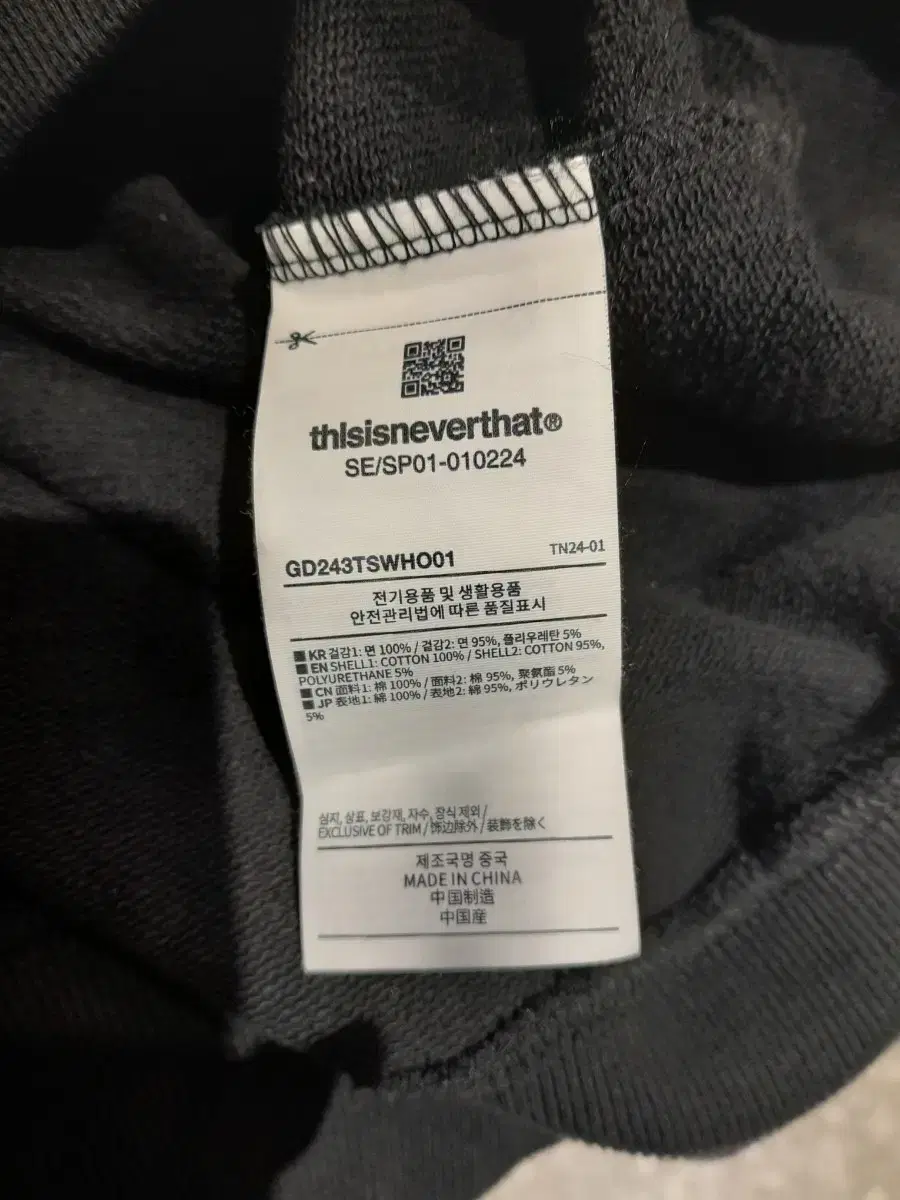 thisisneverthat®
SE/SP01-010224
GD243TSWHO01
TN24-01
전기용품 및 생활용품
안전관리법에 따른 품질표시
KR 겉감1: 면 100% / 겉감2: 면 95%, 폴리우레탄 5%
EN SHELL1: COTTON 100% / SHELL2: COTTON 95%,
POLYURETHANE 5%
CN 面料1: 棉 100% / 面料2: 棉 95%, 聚氨酯 5%
JP 表地1: 綿 100% / 表地2: 綿 95%, ポリウレタン
5%
심지, 상표, 보강재, 자수, 장식 제외 /
EXCLUSIVE OF TRIM / 饰边除外 / 装飾を除く
제조국명 중국
MADE IN CHINA
中国制造
中国産